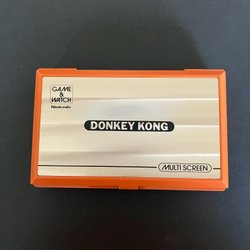 GAME
&
WATCH
Nintendo
DONKEY KONG
MULTI SCREEN